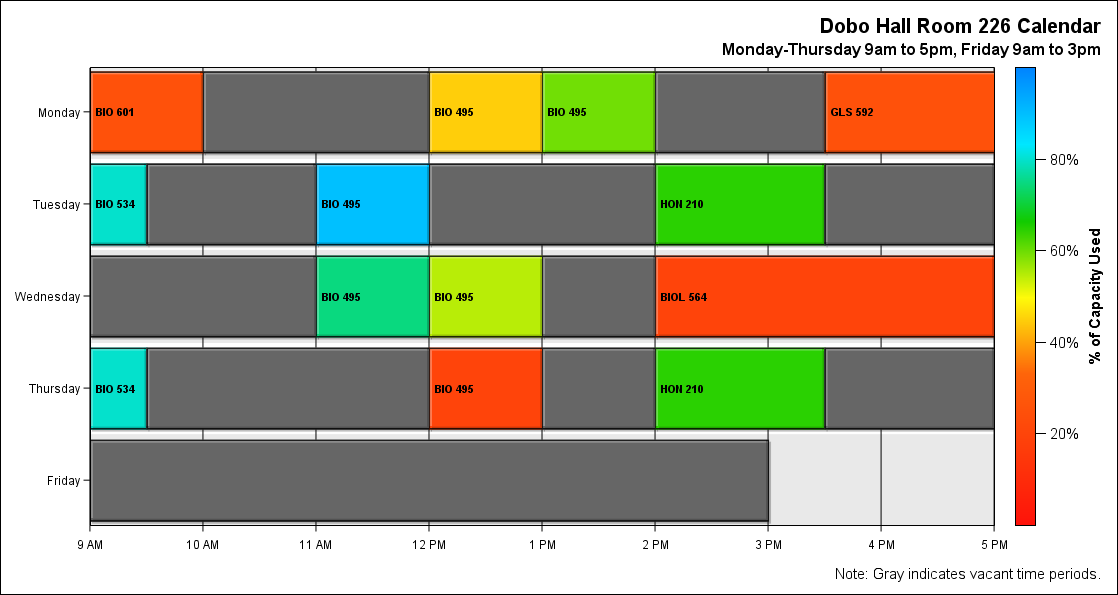 Dobo Hall Room 226 Calendar
Monday-Thursday 9am to 5pm, Friday 9am to 3pm
Monday
BIO 601
BIO 495
BIO 495
GLS 592
Tuesday
BIO 534
BIO 495
HON 210
Wednesday
BIO 495
BIO 495
BIOL 564
Thursday
BIO 534
BIO 495
HON 210
Friday
9 AM 10 AM 11 AM 12 PM 1 PM 2 PM 3 PM 4 PM 5 PM
80%
60%
40%
20%
% of Capacity Used
Note: Gray indicates vacant time periods.